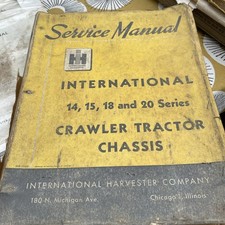 Service Manual
IH
INTERNATIONAL
14, 15, 18 and 20 Series
CRAWLER TRACTOR
CHASSIS
INTERNATIONAL HARVESTER COMPANY
180 N. Michigan Ave. Chicago 1, Illinois